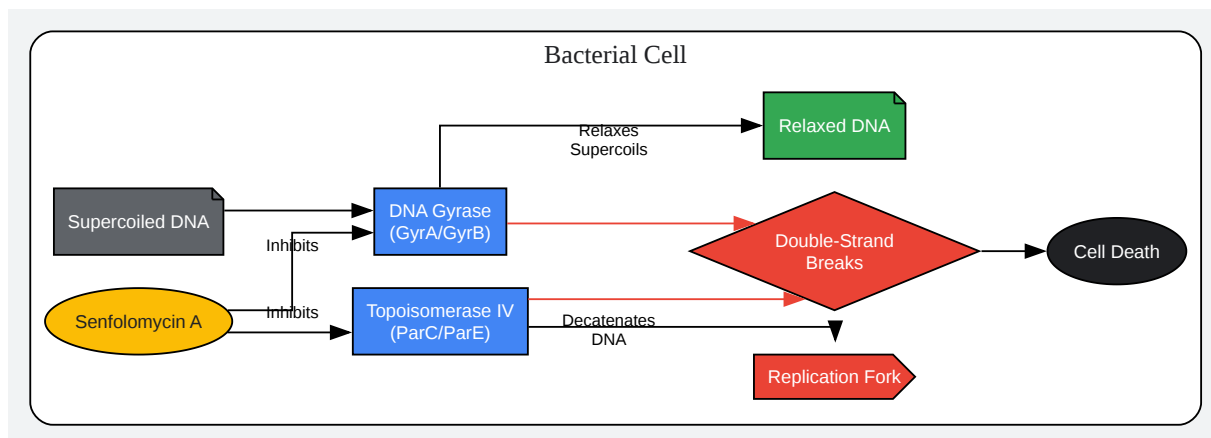 Bacterial Cell
Relaxes
Supercoils
Relaxed DNA
Supercoiled DNA
DNA Gyrase
(GyrA/GyrB)
Inhibits
Double-Strand
Breaks
Cell Death
Senfolomycin A
Inhibits
Topoisomerase IV
(ParC/ParE)
Decatenates
DNA
Replication Fork